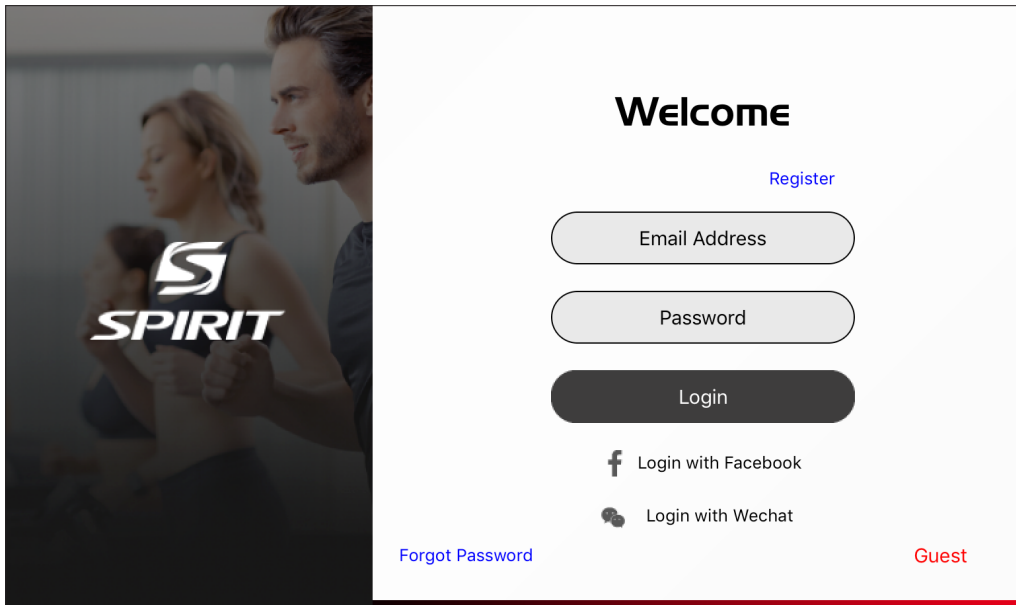 SPIRIT
Welcome
Register
Email Address
Password
Login
Login with Facebook
Login with Wechat
Forgot Password
Guest